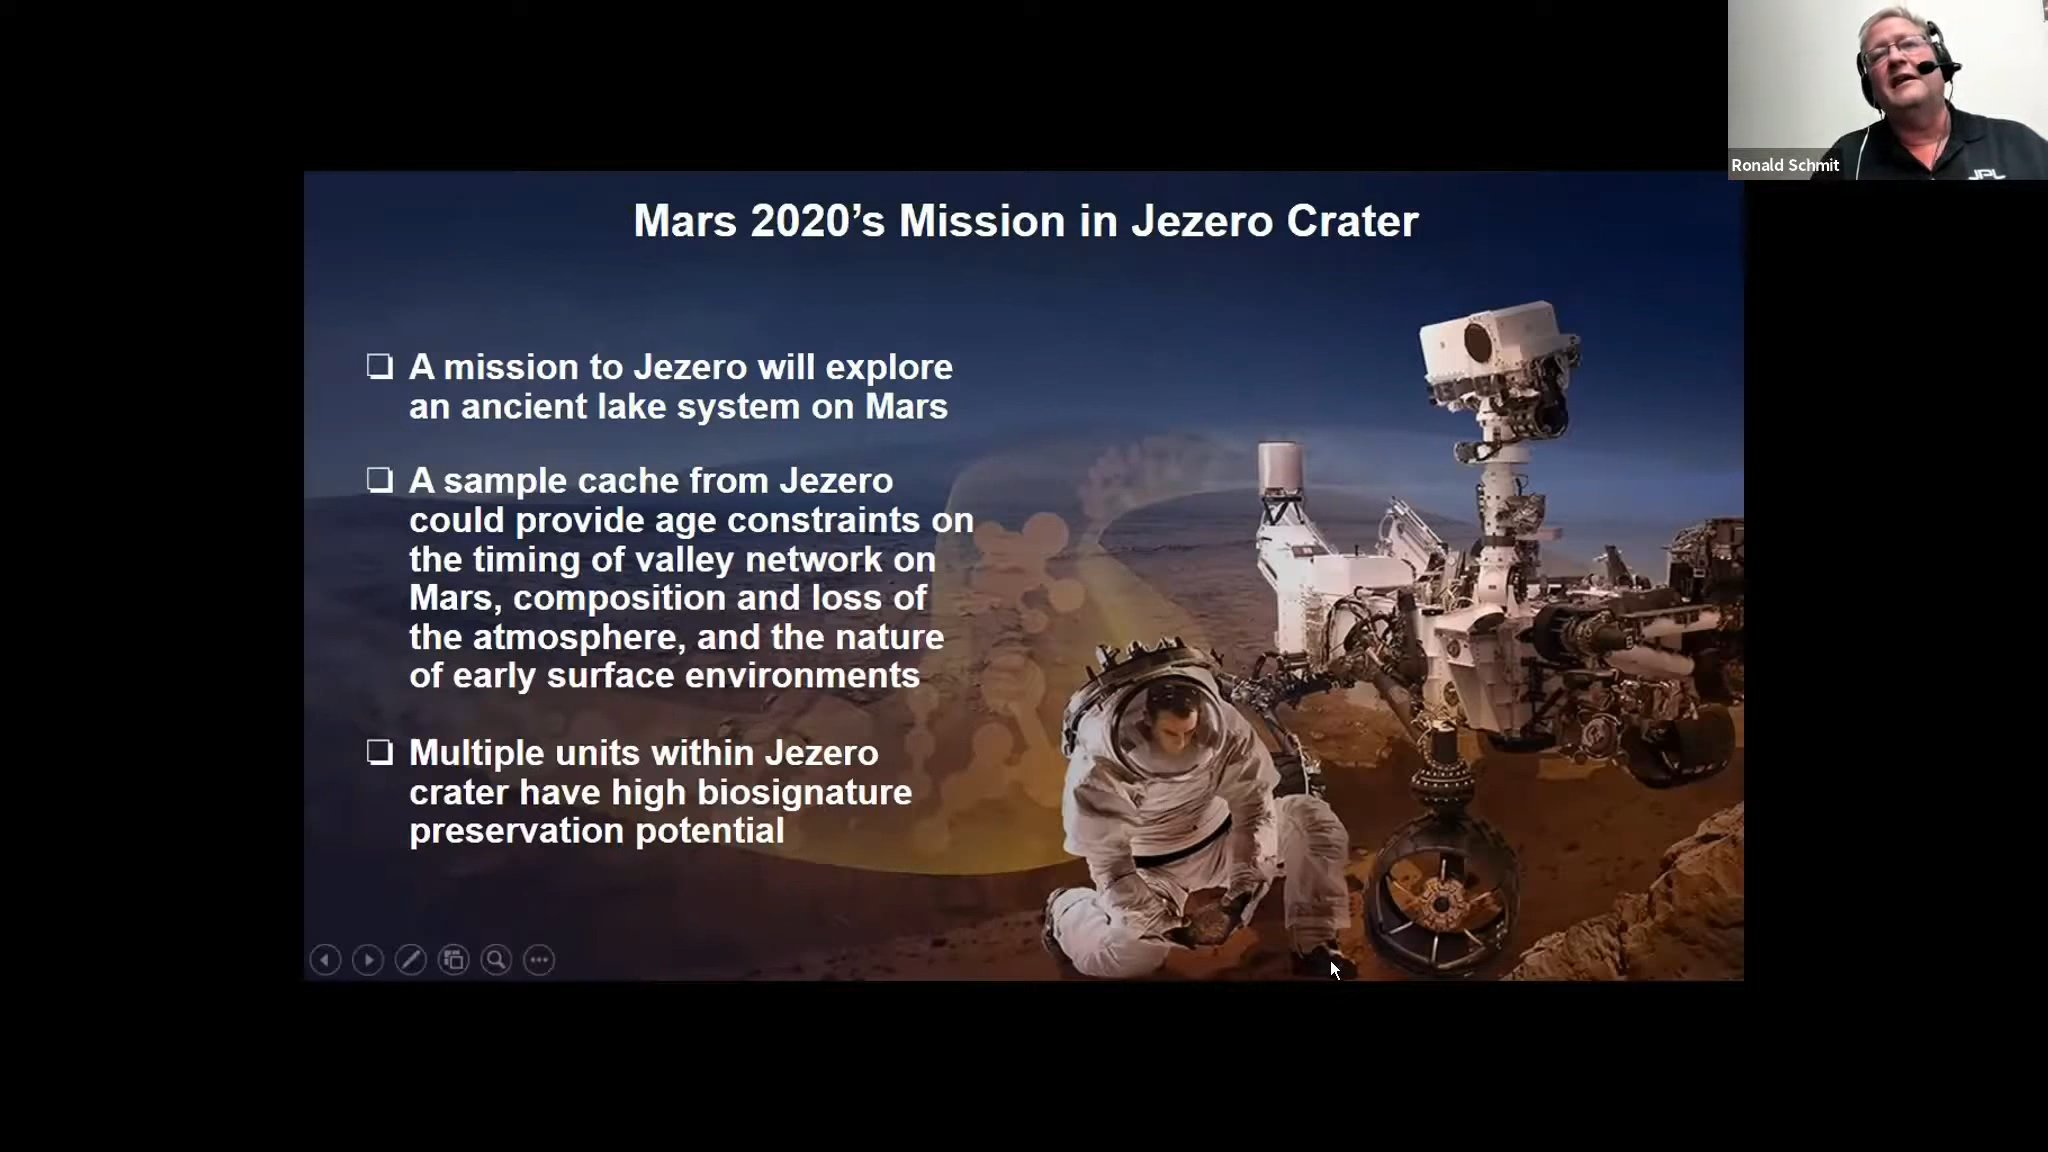 Ronald Schmit
JPL
Mars 2020’s Mission in Jezero Crater
❏ A mission to Jezero will explore
an ancient lake system on Mars
❏ A sample cache from Jezero
could provide age constraints on
the timing of valley network on
Mars, composition and loss of
the atmosphere, and the nature
of early surface environments
❏ Multiple units within Jezero
crater have high biosignature
preservation potential